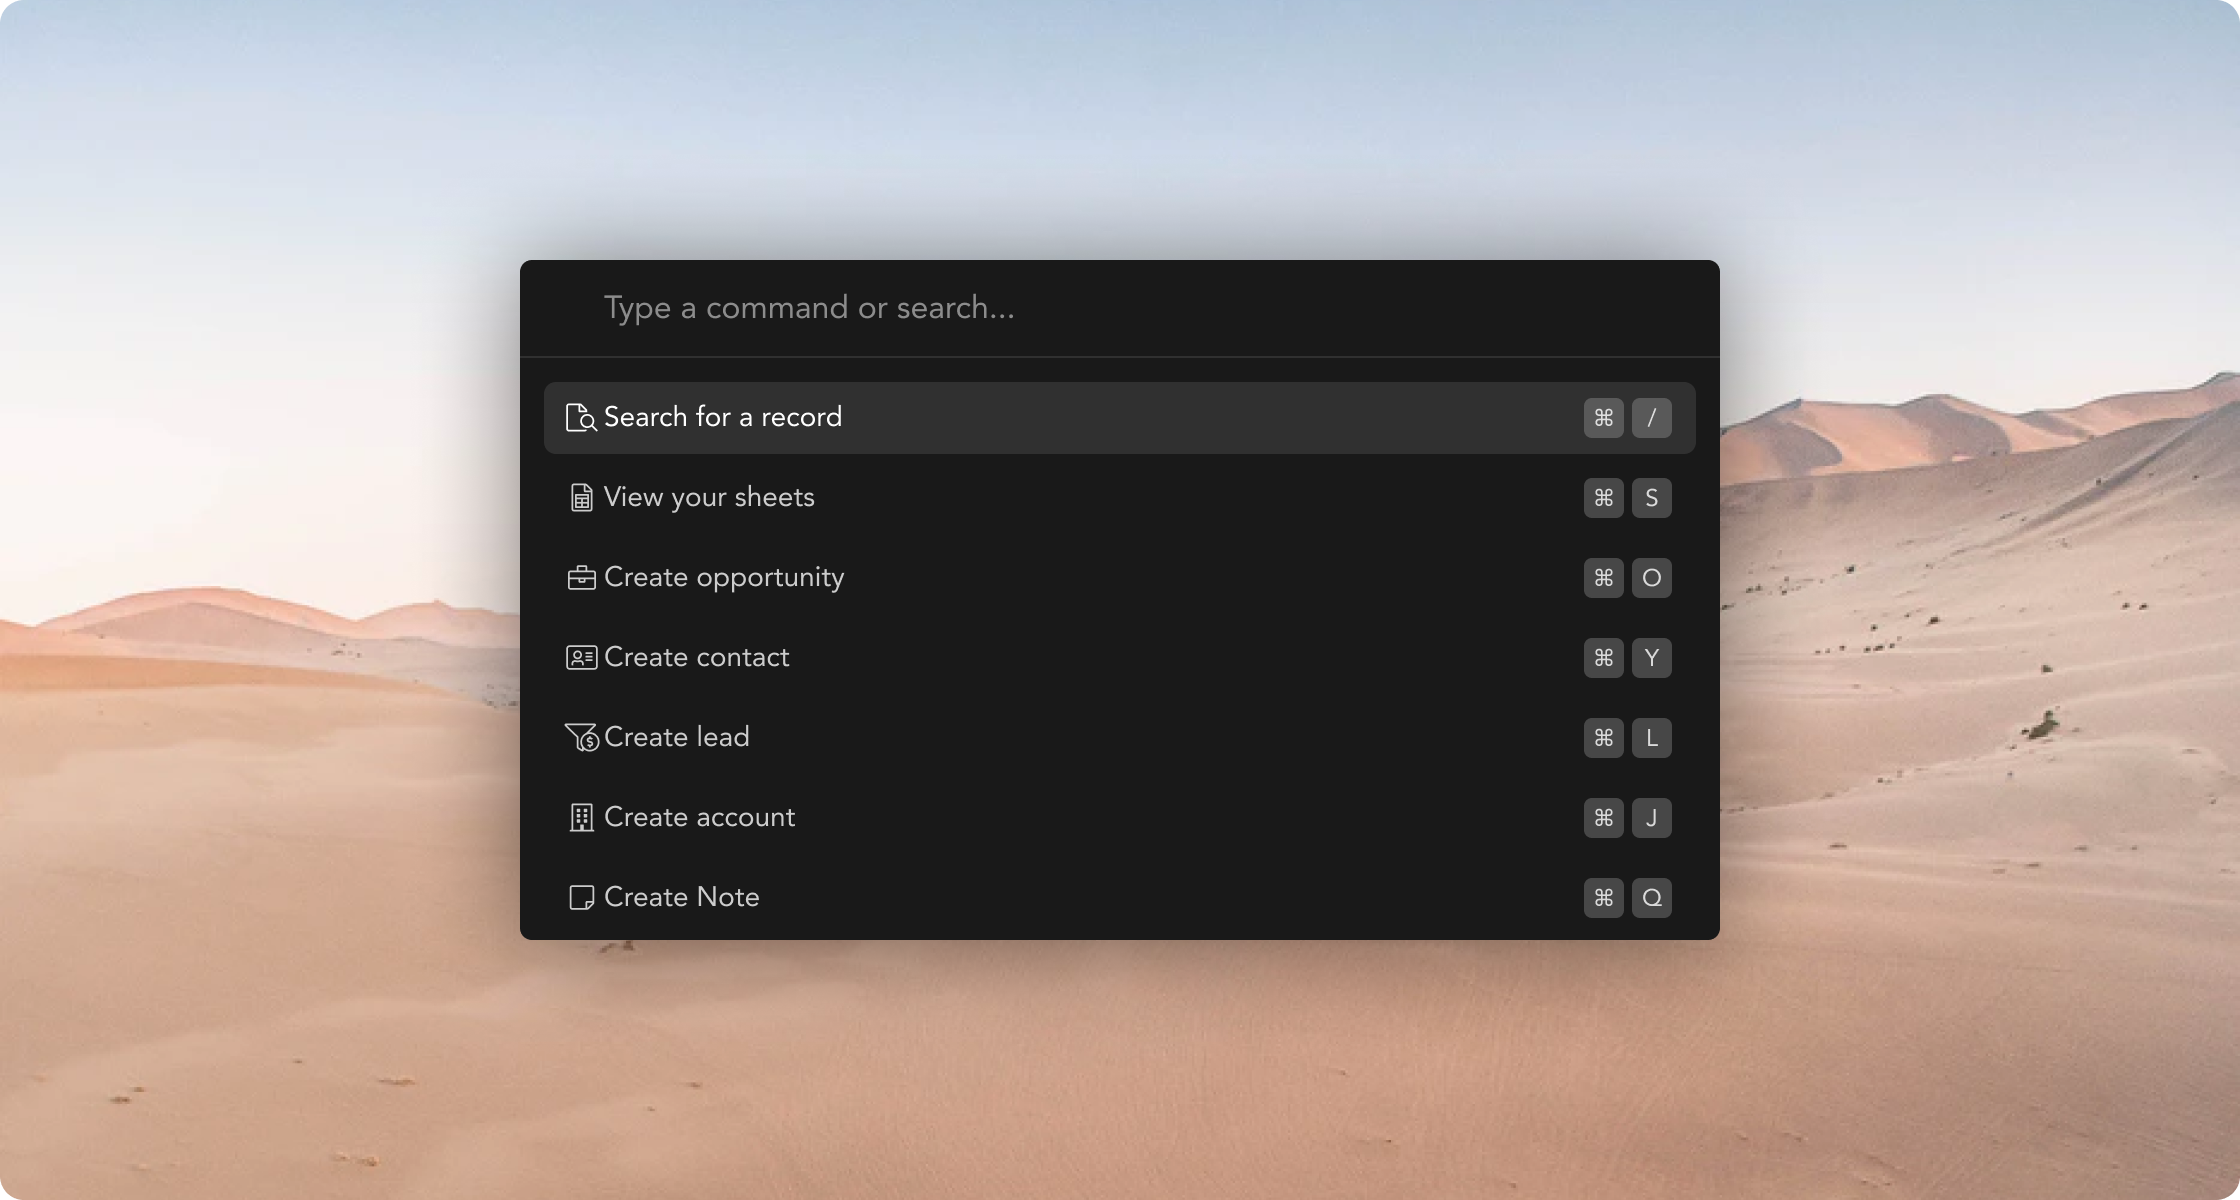 Type a command or search...
Search for a record ⌘ /
View your sheets ⌘ S
Create opportunity ⌘ O
Create contact ⌘ Y
Create lead ⌘ L
Create account ⌘ J
Create Note ⌘ Q